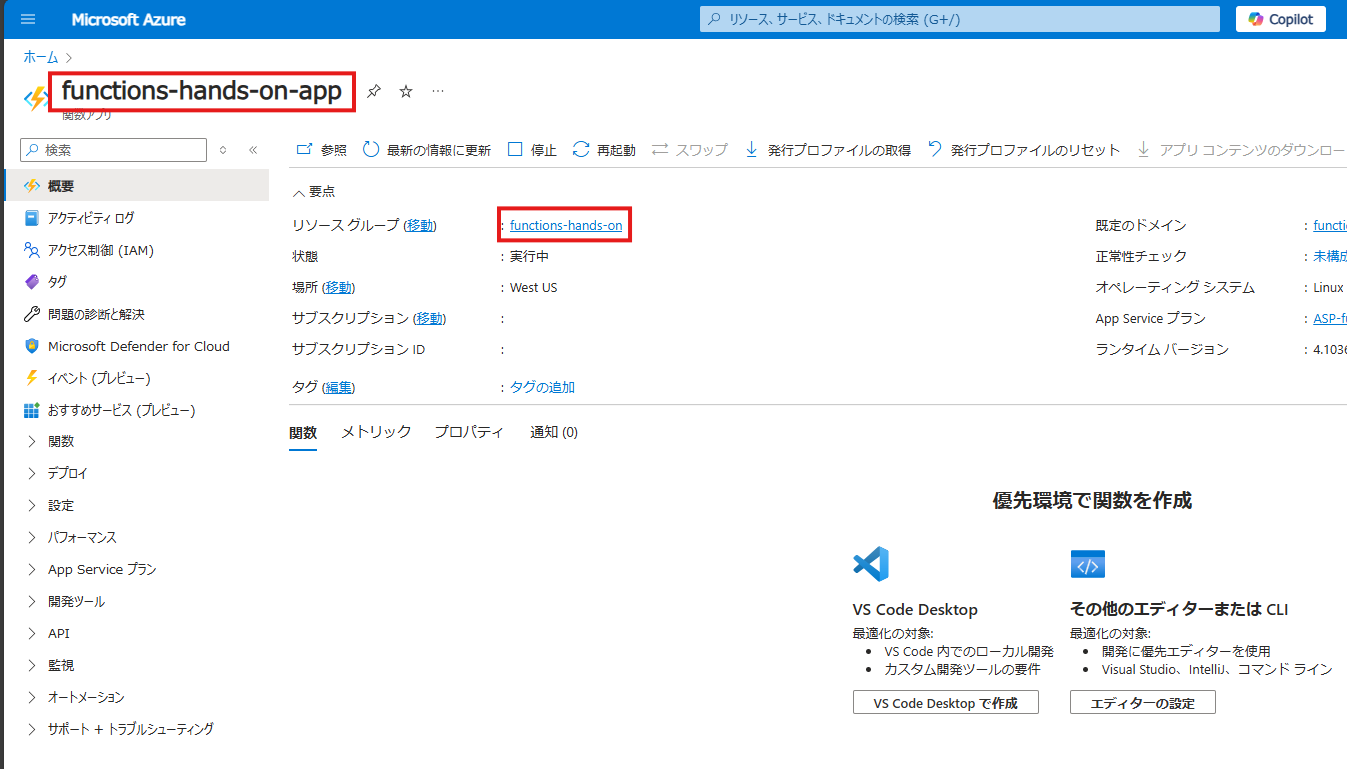 Microsoft Azure
リソース、サービス、ドキュメントの検索 (G+/)
Copilot
ホーム
functions-hands-on-app
関数アプリ
検索
参照 最新の情報に更新 停止 再起動 スワップ 発行プロファイルの取得 発行プロファイルのリセット アプリ コンテンツのダウンロー
概要
アクティビティ ログ
アクセス制御 (IAM)
タグ
問題の診断と解決
Microsoft Defender for Cloud
イベント (プレビュー)
おすすめサービス (プレビュー)
関数
デプロイ
設定
パフォーマンス
App Service プラン
開発ツール
API
監視
オートメーション
サポート + トラブルシューティング
要点
リソース グループ (移動) : functions-hands-on
状態 : 実行中
場所 (移動) : West US
サブスクリプション (移動) :
サブスクリプション ID :
タグ (編集) : タグの追加
既定のドメイン : functi
正常性チェック : 未構成
オペレーティング システム : Linux
App Service プラン : ASP-fu
ランタイム バージョン : 4.1036
関数 メトリック プロパティ 通知 (0)
優先環境で関数を作成
VS Code Desktop
最適化の対象:
• VS Code 内でのローカル開発
• カスタム開発ツールの要件
VS Code Desktop で作成
その他のエディターまたは CLI
最適化の対象:
• 開発に優先エディターを使用
• Visual Studio、IntelliJ、コマンド ライン
エディターの設定